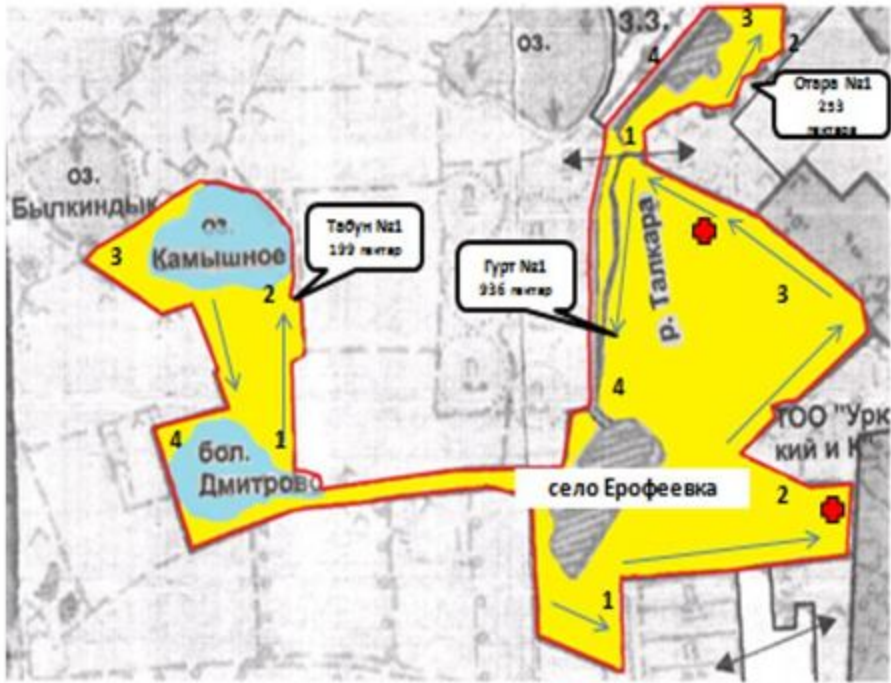 оз.
З.З.
4
3
2
Отара №1
253
гектара
1
оз.
Былкиндык
оз.
Камышное
3
2
Табун №1
199 гектар
Гурт №1
936 гектар
р. Талкара
3
4
4
1
бол.
Дмитрово
ТОО "Урк
кий и К
село Ерофеевка
2
1